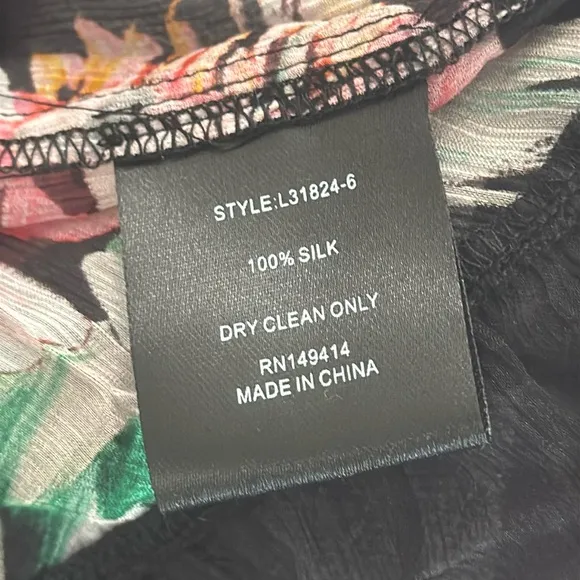 STYLE:L31824-6
100% SILK
DRY CLEAN ONLY
RN149414
MADE IN CHINA